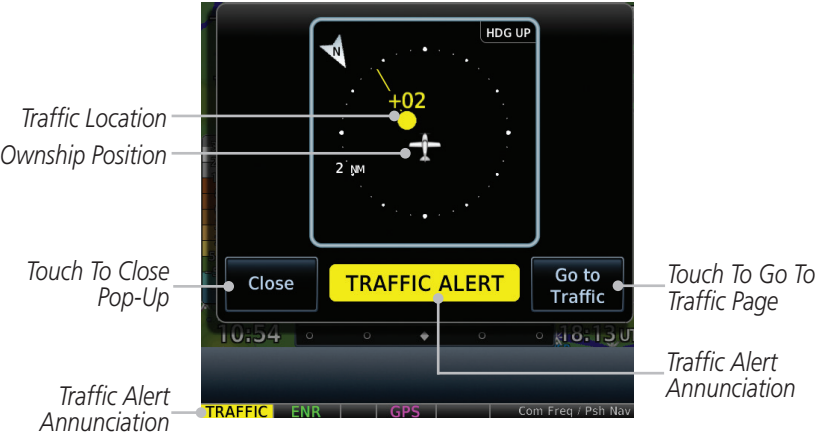 HDG UP
N
+02
Traffic Location
Ownship Position
2 NM
Touch To Close
Pop-Up
Close
TRAFFIC ALERT
Go to
Traffic
Touch To Go To
Traffic Page
10:54
18:13 U
Traffic Alert
Annunciation
Traffic Alert
Annunciation
TRAFFIC ENR GPS Com Freq / Psh Nav